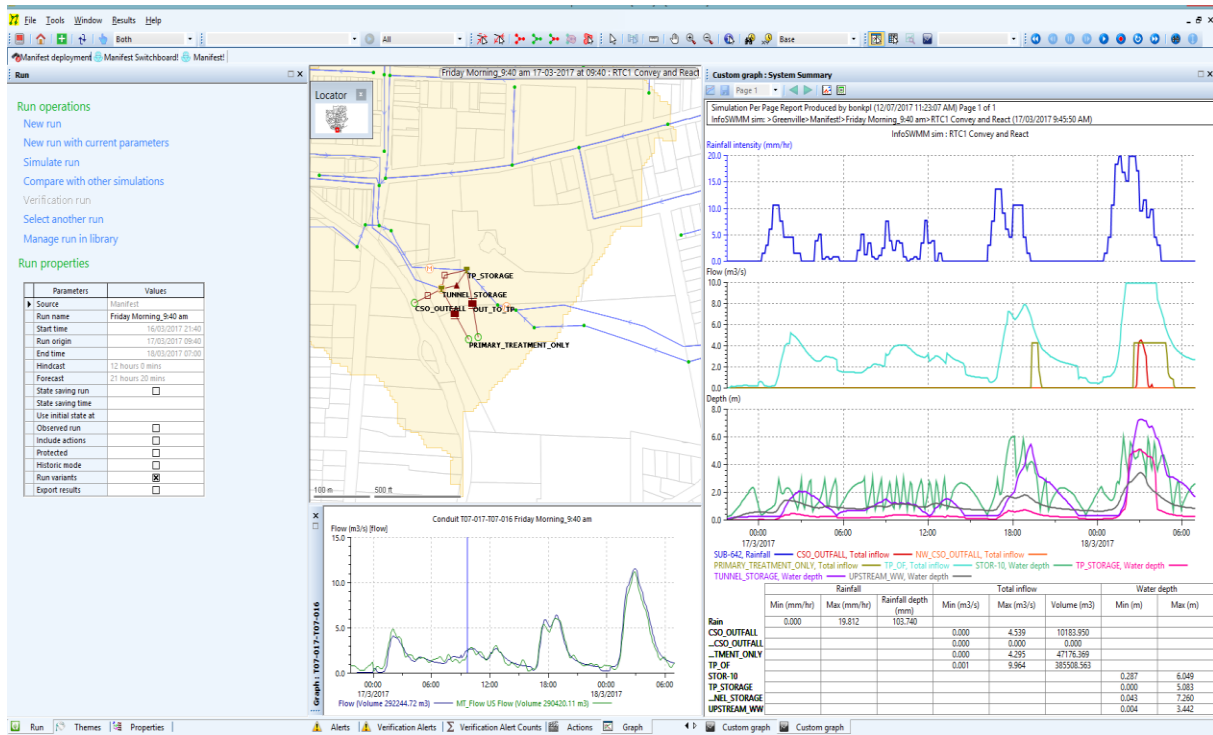 File Tools Window Results Help
Both
All
Base
Manifest deployment Manifest Switchboard! Manifest!
Run
Run operations
New run
New run with current parameters
Simulate run
Compare with other simulations
Verification run
Select another run
Manage run in library
Run properties
Parameters Values
Source Manifest
Run name Friday Morning_9:40 am
Start time 16/03/2017 21:40
Run origin 17/03/2017 09:40
End time 18/03/2017 07:00
Hindcast 12 hours 0 mins
Forecast 21 hours 20 mins
State saving run
State saving time
Use initial state at
Observed run
Include actions
Protected
Historic mode
Run variants
Export results
Friday Morning_9:40 am 17-03-2017 at 09:40 : RTC1 Convey and React
Locator
TP_STORAGE
TUNNEL_STORAGE
CSO_OUTFALL
OUT_TO_TP
PRIMARY_TREATMENT_ONLY
100 m 500 ft
Graph : T07-017-T07-016
Conduit T07-017-T07-016 Friday Morning_9:40 am
Flow (m3/s) [flow]
15.0
10.0
5.0
0.0
00:00 06:00 12:00 18:00 00:00 06:00
17/3/2017 18/3/2017
Flow (Volume 292244.72 m3) MT_Flow US Flow (Volume 290420.11 m3)
Custom graph : System Summary
Page 1
Simulation Per Page Report Produced by bonkpl (12/07/2017 11:23:07 AM) Page 1 of 1
InfoSWMM sim: >Greenville>Manifest!>Friday Morning_9:40 am>RTC1 Convey and React (17/03/2017 9:45:50 AM)
InfoSWMM sim : RTC1 Convey and React
Rainfall intensity (mm/hr)
20.0
15.0
10.0
5.0
0.0
Flow (m3/s)
10.0
8.0
6.0
4.0
2.0
0.0
Depth (m)
8.0
6.0
4.0
2.0
0.0
00:00 06:00 12:00 18:00 00:00 06:00
17/3/2017 18/3/2017
SUB-642, Rainfall CSO_OUTFALL, Total inflow NW_CSO_OUTFALL, Total inflow
PRIMARY_TREATMENT_ONLY, Total inflow TP_OF, Total inflow STOR-10, Water depth TP_STORAGE, Water depth
TUNNEL_STORAGE, Water depth UPSTREAM_WW, Water depth
Rainfall Total inflow Water depth
Min (mm/hr) Max (mm/hr) Rainfall depth (mm) Min (m3/s) Max (m3/s) Volume (m3) Min (m) Max (m)
Rain 0.000 19.812 103.740
CSO_OUTFALL 0.000 4.539 10183.950
_CSO_OUTFALL 0.000 0.000 0.000
_TMENT_ONLY 0.000 4.295 47176.369
TP_OF 0.001 9.964 385508.563
STOR-10 0.287 6.049
TP_STORAGE 0.000 5.083
_NEL_STORAGE 0.043 7.260
UPSTREAM_WW 0.004 3.442
Run Themes Properties
Alerts Verification Alerts Verification Alert Counts Actions Graph
Custom graph Custom graph